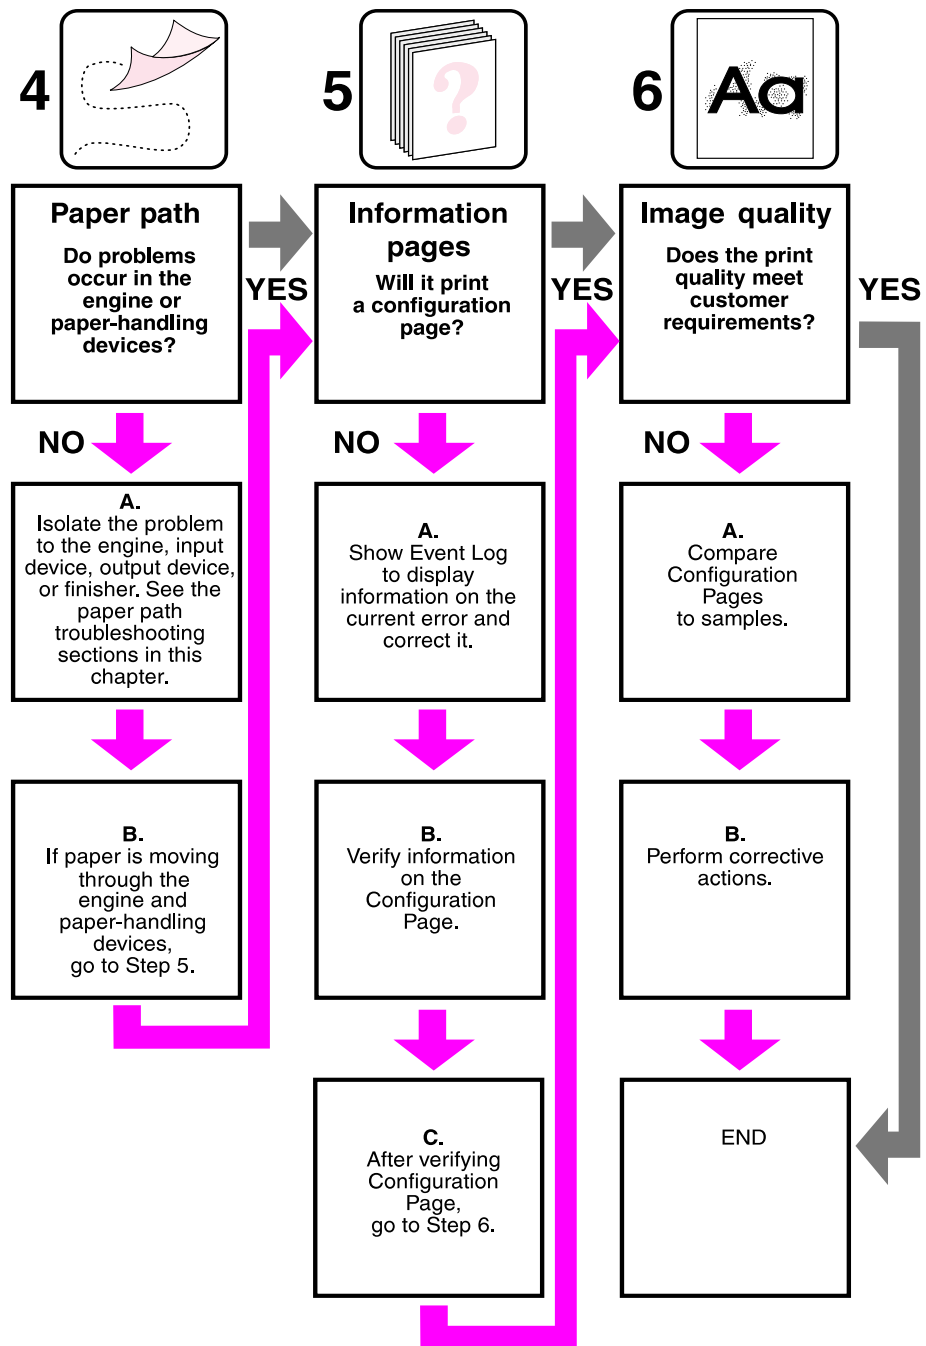 4
Paper path
Do problems
occur in the
engine or
paper-handling
devices?
YES
NO
A.
Isolate the problem
to the engine, input
device, output device,
or finisher. See the
paper path
troubleshooting
sections in this
chapter.
B.
If paper is moving
through the
engine and
paper-handling
devices,
go to Step 5.
5
?
Information
pages
Will it print
a configuration
page?
YES
NO
A.
Show Event Log
to display
information on the
current error and
correct it.
B.
Verify information
on the
Configuration
Page.
C.
After verifying
Configuration
Page,
go to Step 6.
6
Aa
Image quality
Does the print
quality meet
customer
requirements?
YES
NO
A.
Compare
Configuration
Pages
to samples.
B.
Perform corrective
actions.
END